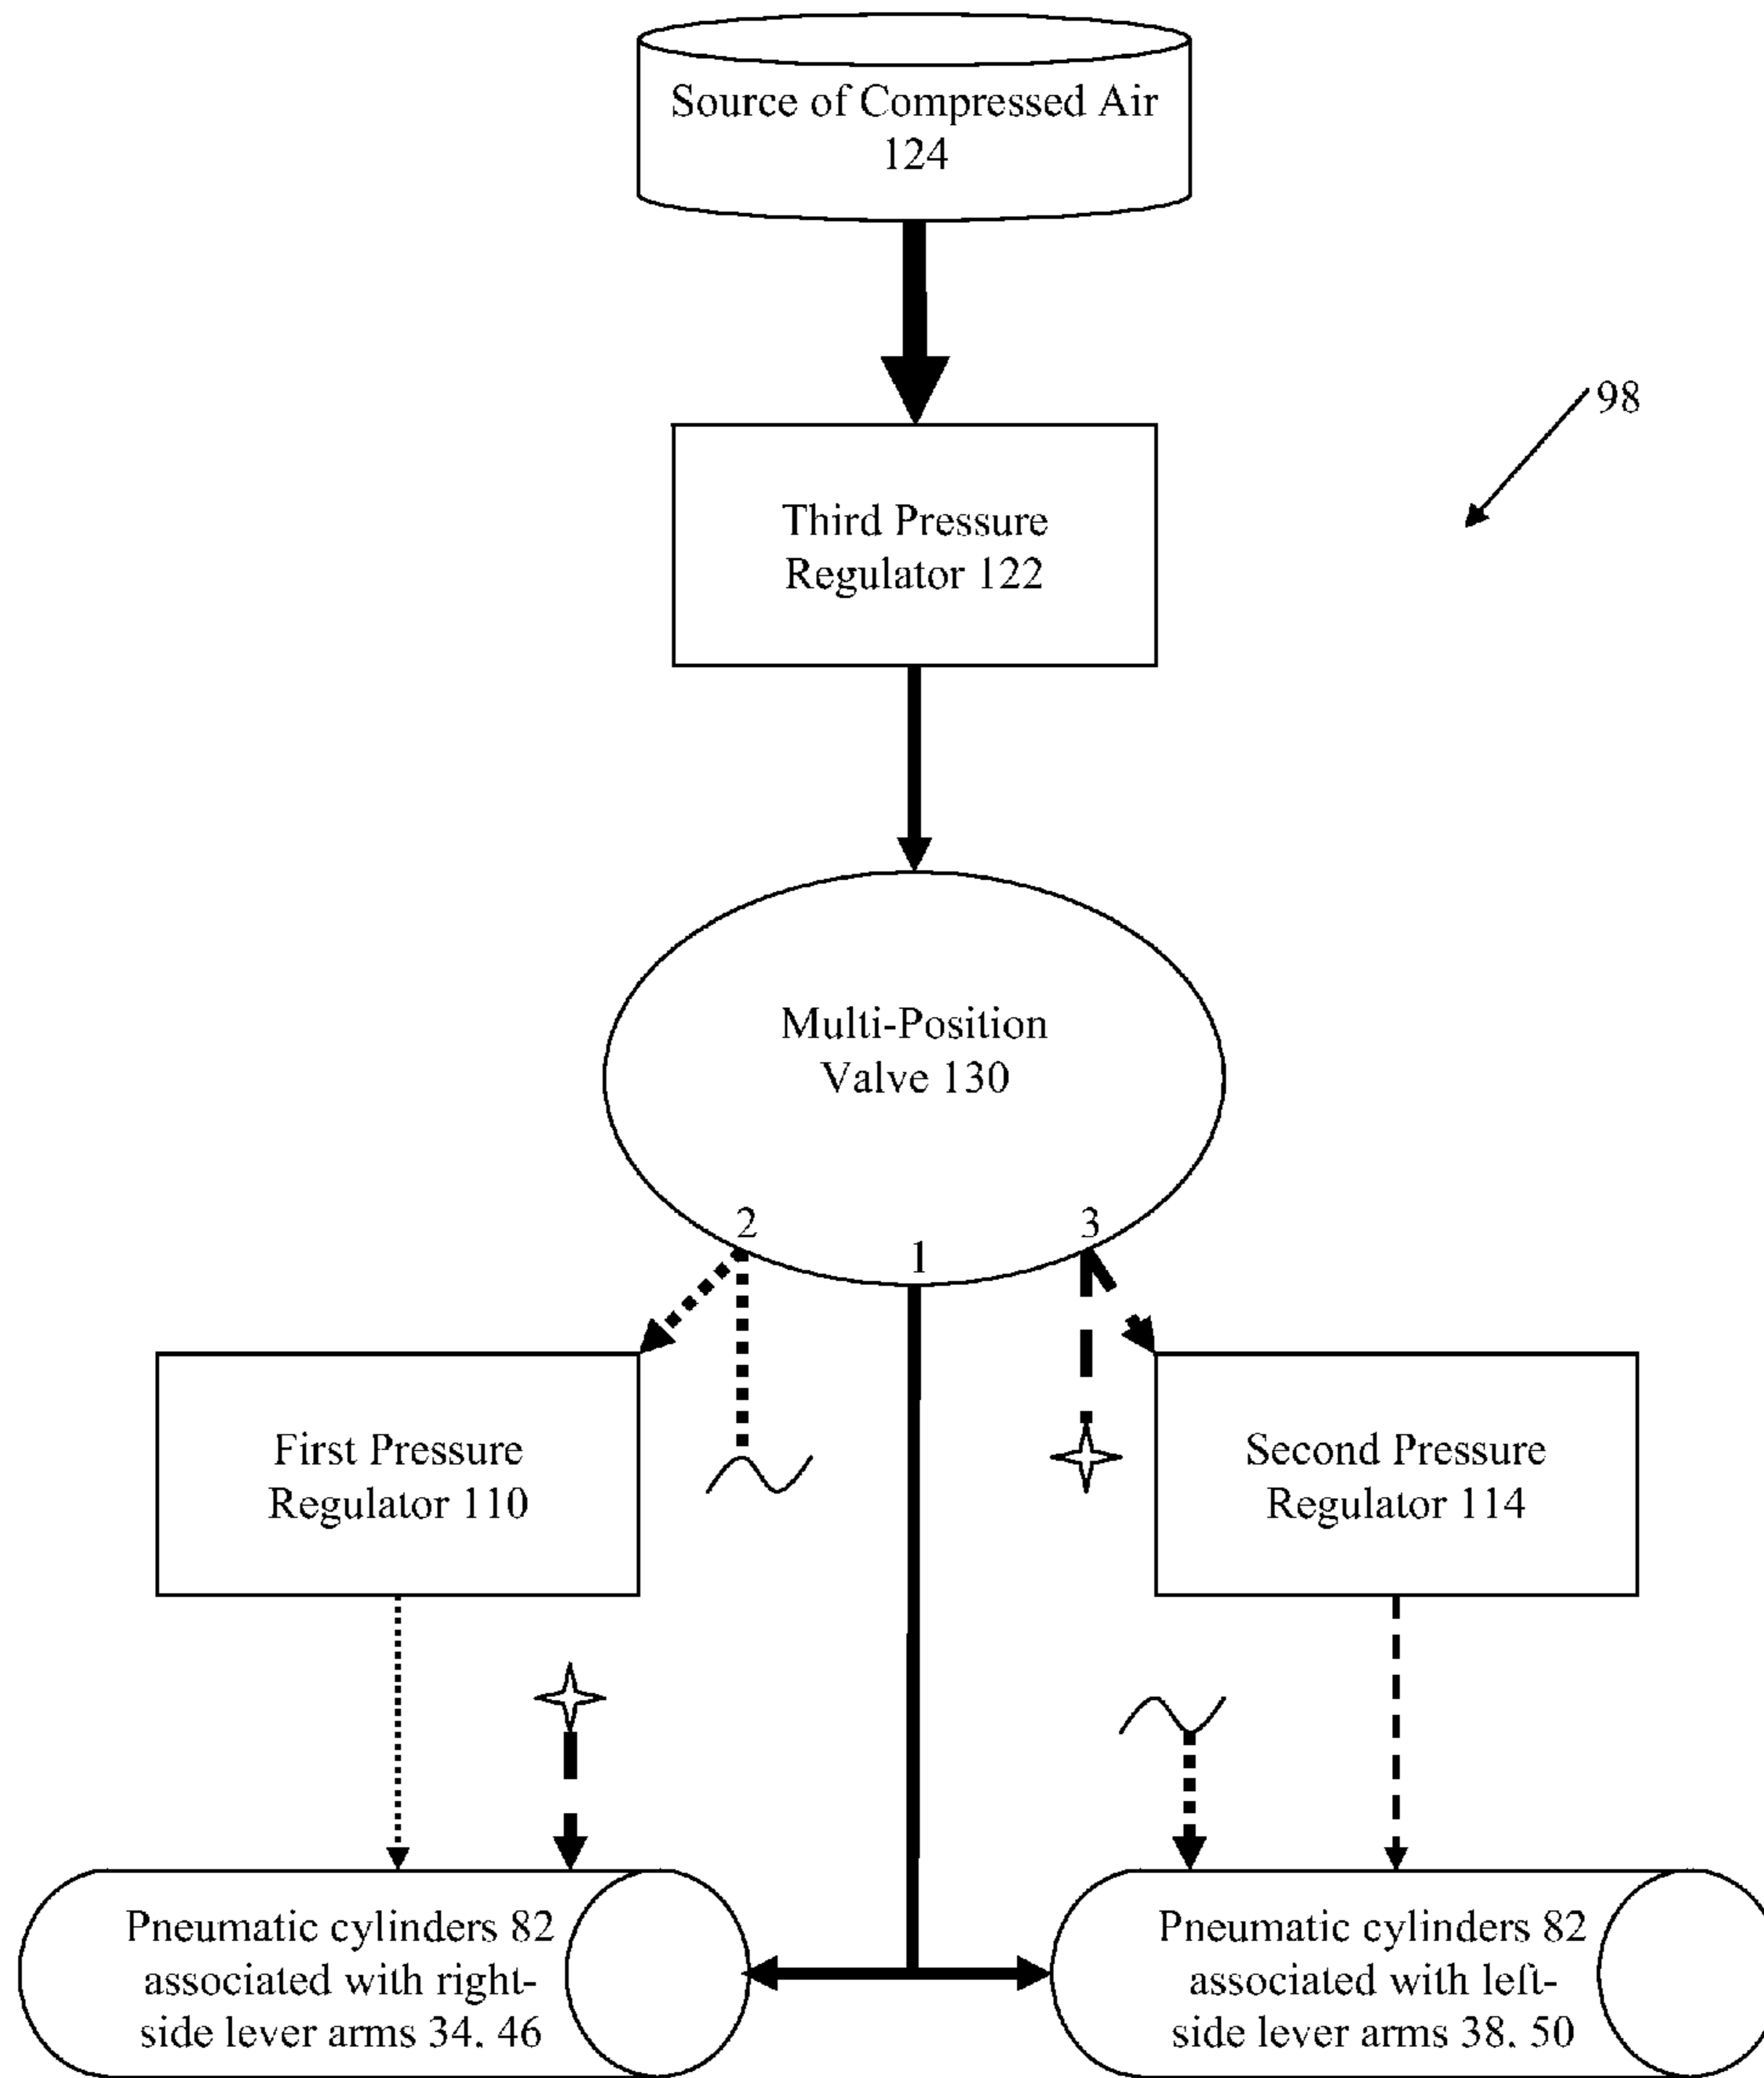 Source of Compressed Air
124
98
Third Pressure
Regulator 122
Multi-Position
Valve 130
2
1
3
First Pressure
Regulator 110
Second Pressure
Regulator 114
Pneumatic cylinders 82
associated with right-
side lever arms 34, 46
Pneumatic cylinders 82
associated with left-
side lever arms 38, 50